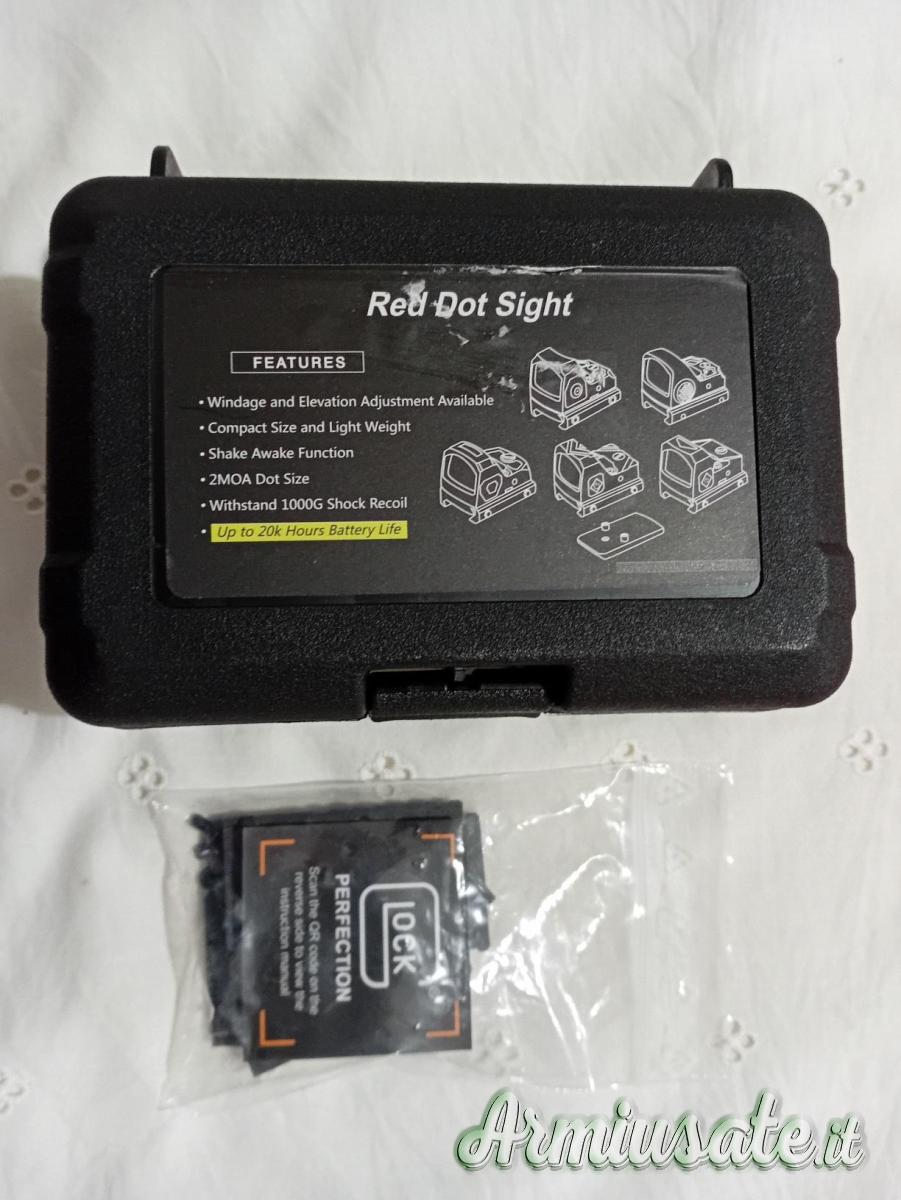 Red Dot Sight
FEATURES
• Windage and Elevation Adjustment Available
• Compact Size and Light Weight
• Shake Awake Function
• 2MOA Dot Size
• Withstand 1000G Shock Recoil
• Up to 20k Hours Battery Life
GLOCK
PERFECTION
Scan the QR code on the
reverse side to view the
instruction manual
Armiusate.it